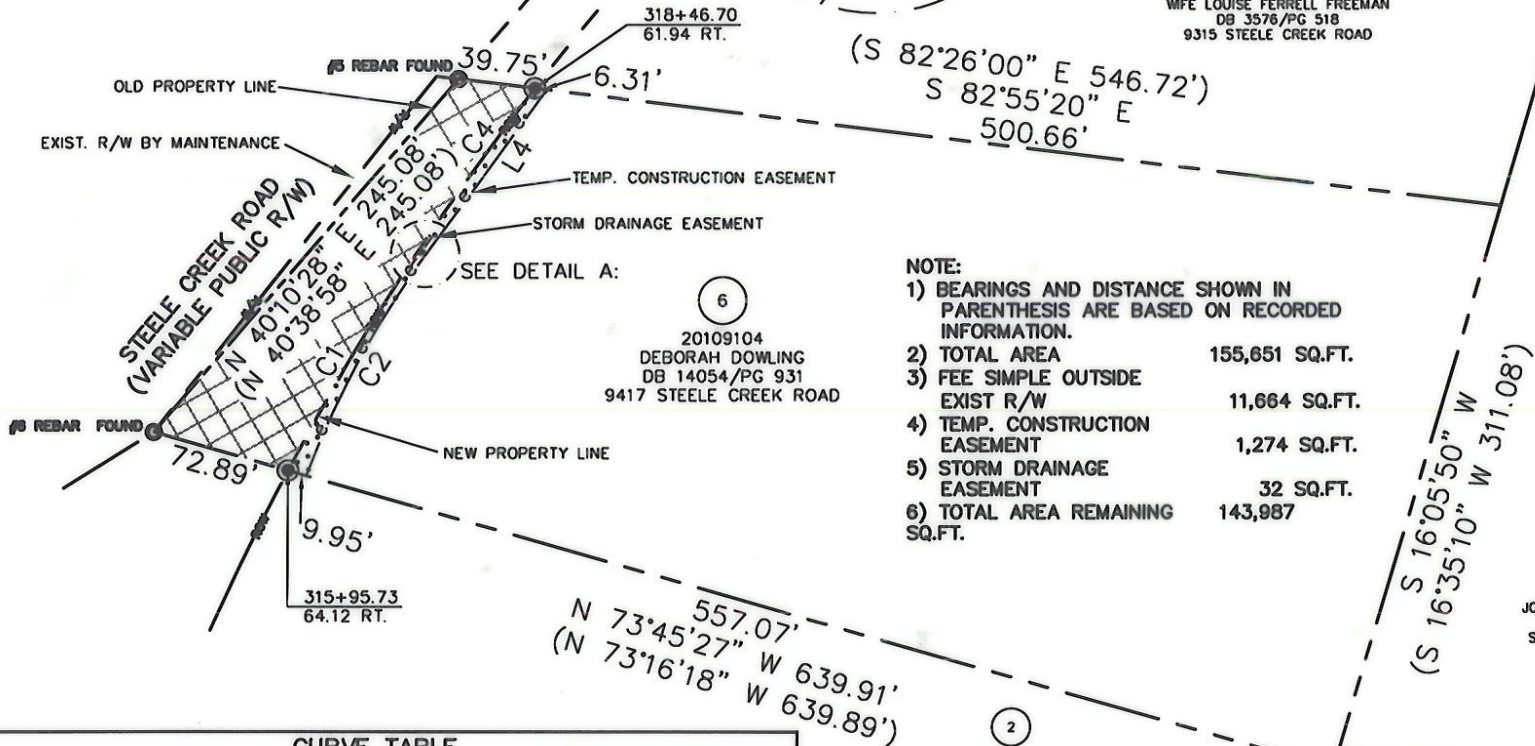 318+46.70
61.94 RT.
WIFE LOUISE FERRELL FREEMAN
DB 3576/PG 518
9315 STEELE CREEK ROAD
#5 REBAR FOUND
39.75'
6.31'
(S 82°26'00" E 546.72')
S 82°55'20" E
500.66'
OLD PROPERTY LINE
EXIST. R/W BY MAINTENANCE
C4
L4
TEMP. CONSTRUCTION EASEMENT
STORM DRAINAGE EASEMENT
SEE DETAIL A:
STEELE CREEK ROAD
(VARIABLE PUBLIC R/W)
N 40°10'28" E 245.08'
(N 40°38'58" E 245.08')
C1
C2
6
20109104
DEBORAH DOWLING
DB 14054/PG 931
9417 STEELE CREEK ROAD
NOTE:
1) BEARINGS AND DISTANCE SHOWN IN
PARENTHESIS ARE BASED ON RECORDED
INFORMATION.
2) TOTAL AREA 155,651 SQ.FT.
3) FEE SIMPLE OUTSIDE
EXIST R/W 11,664 SQ.FT.
4) TEMP. CONSTRUCTION
EASEMENT 1,274 SQ.FT.
5) STORM DRAINAGE
EASEMENT 32 SQ.FT.
6) TOTAL AREA REMAINING 143,987
SQ.FT.
S 16°05'50" W
(S 16°35'10" W 311.08')
REBAR FOUND
72.89'
NEW PROPERTY LINE
9.95'
315+95.73
64.12 RT.
557.07'
N 73°45'27" W 639.91'
(N 73°16'18" W 639.89')
2
CURVE TABLE